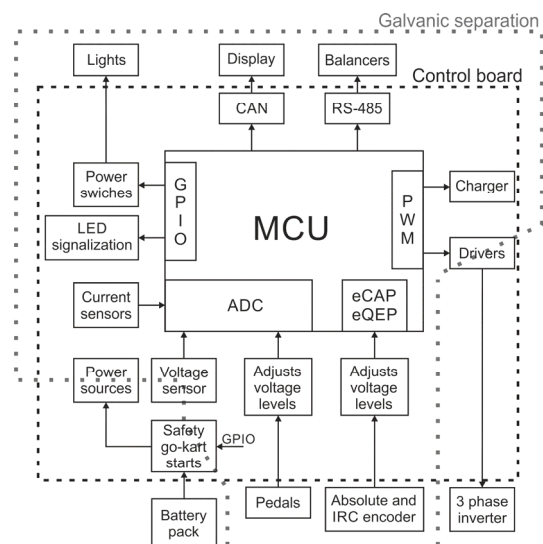 Galvanic separation
Lights
Display
Balancers
Control board
CAN
RS-485
Power
swiches
GPIO
MCU
PWM
Charger
LED
signalization
Drivers
Current
sensors
ADC
eCAP
eQEP
Power
sources
Voltage
sensor
Adjusts
voltage
levels
Adjusts
voltage
levels
Safety
go-kart
starts
GPIO
Battery
pack
Pedals
Absolute and
IRC encoder
3 phase
inverter